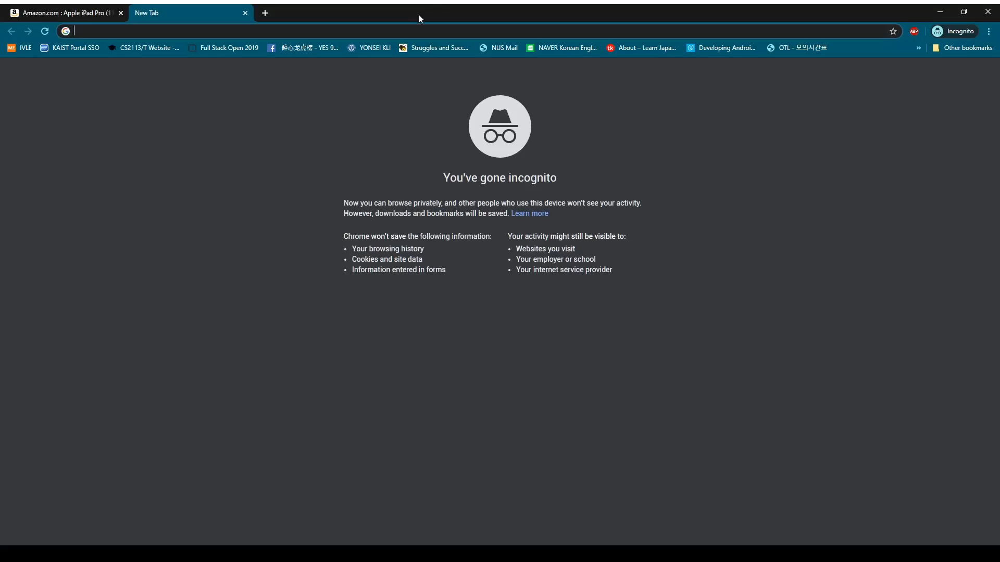 Amazon.com : Apple iPad Pro (11
New Tab
ABP
Incognito
ME IVLE
KAIST Portal SSO
CS2113/T Website -...
Full Stack Open 2019
醉心龙虎榜 - YES 9...
YONSEI KLI
Struggles and Succ...
NUS Mail
NAVER Korean Engl...
tk About – Learn Japa...
Developing Androi...
OTL - 모의시간표
»
Other bookmarks
You've gone incognito
Now you can browse privately, and other people who use this device won't see your activity.
However, downloads and bookmarks will be saved. Learn more
Chrome won't save the following information:
• Your browsing history
• Cookies and site data
• Information entered in forms
Your activity might still be visible to:
• Websites you visit
• Your employer or school
• Your internet service provider